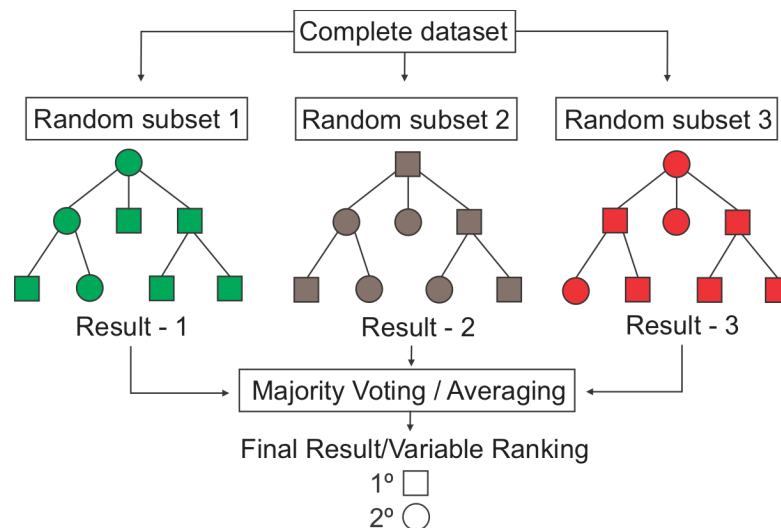 Complete dataset
Random subset 1
Random subset 2
Random subset 3
Result - 1
Result - 2
Result - 3
Majority Voting / Averaging
Final Result/Variable Ranking
1º
2º